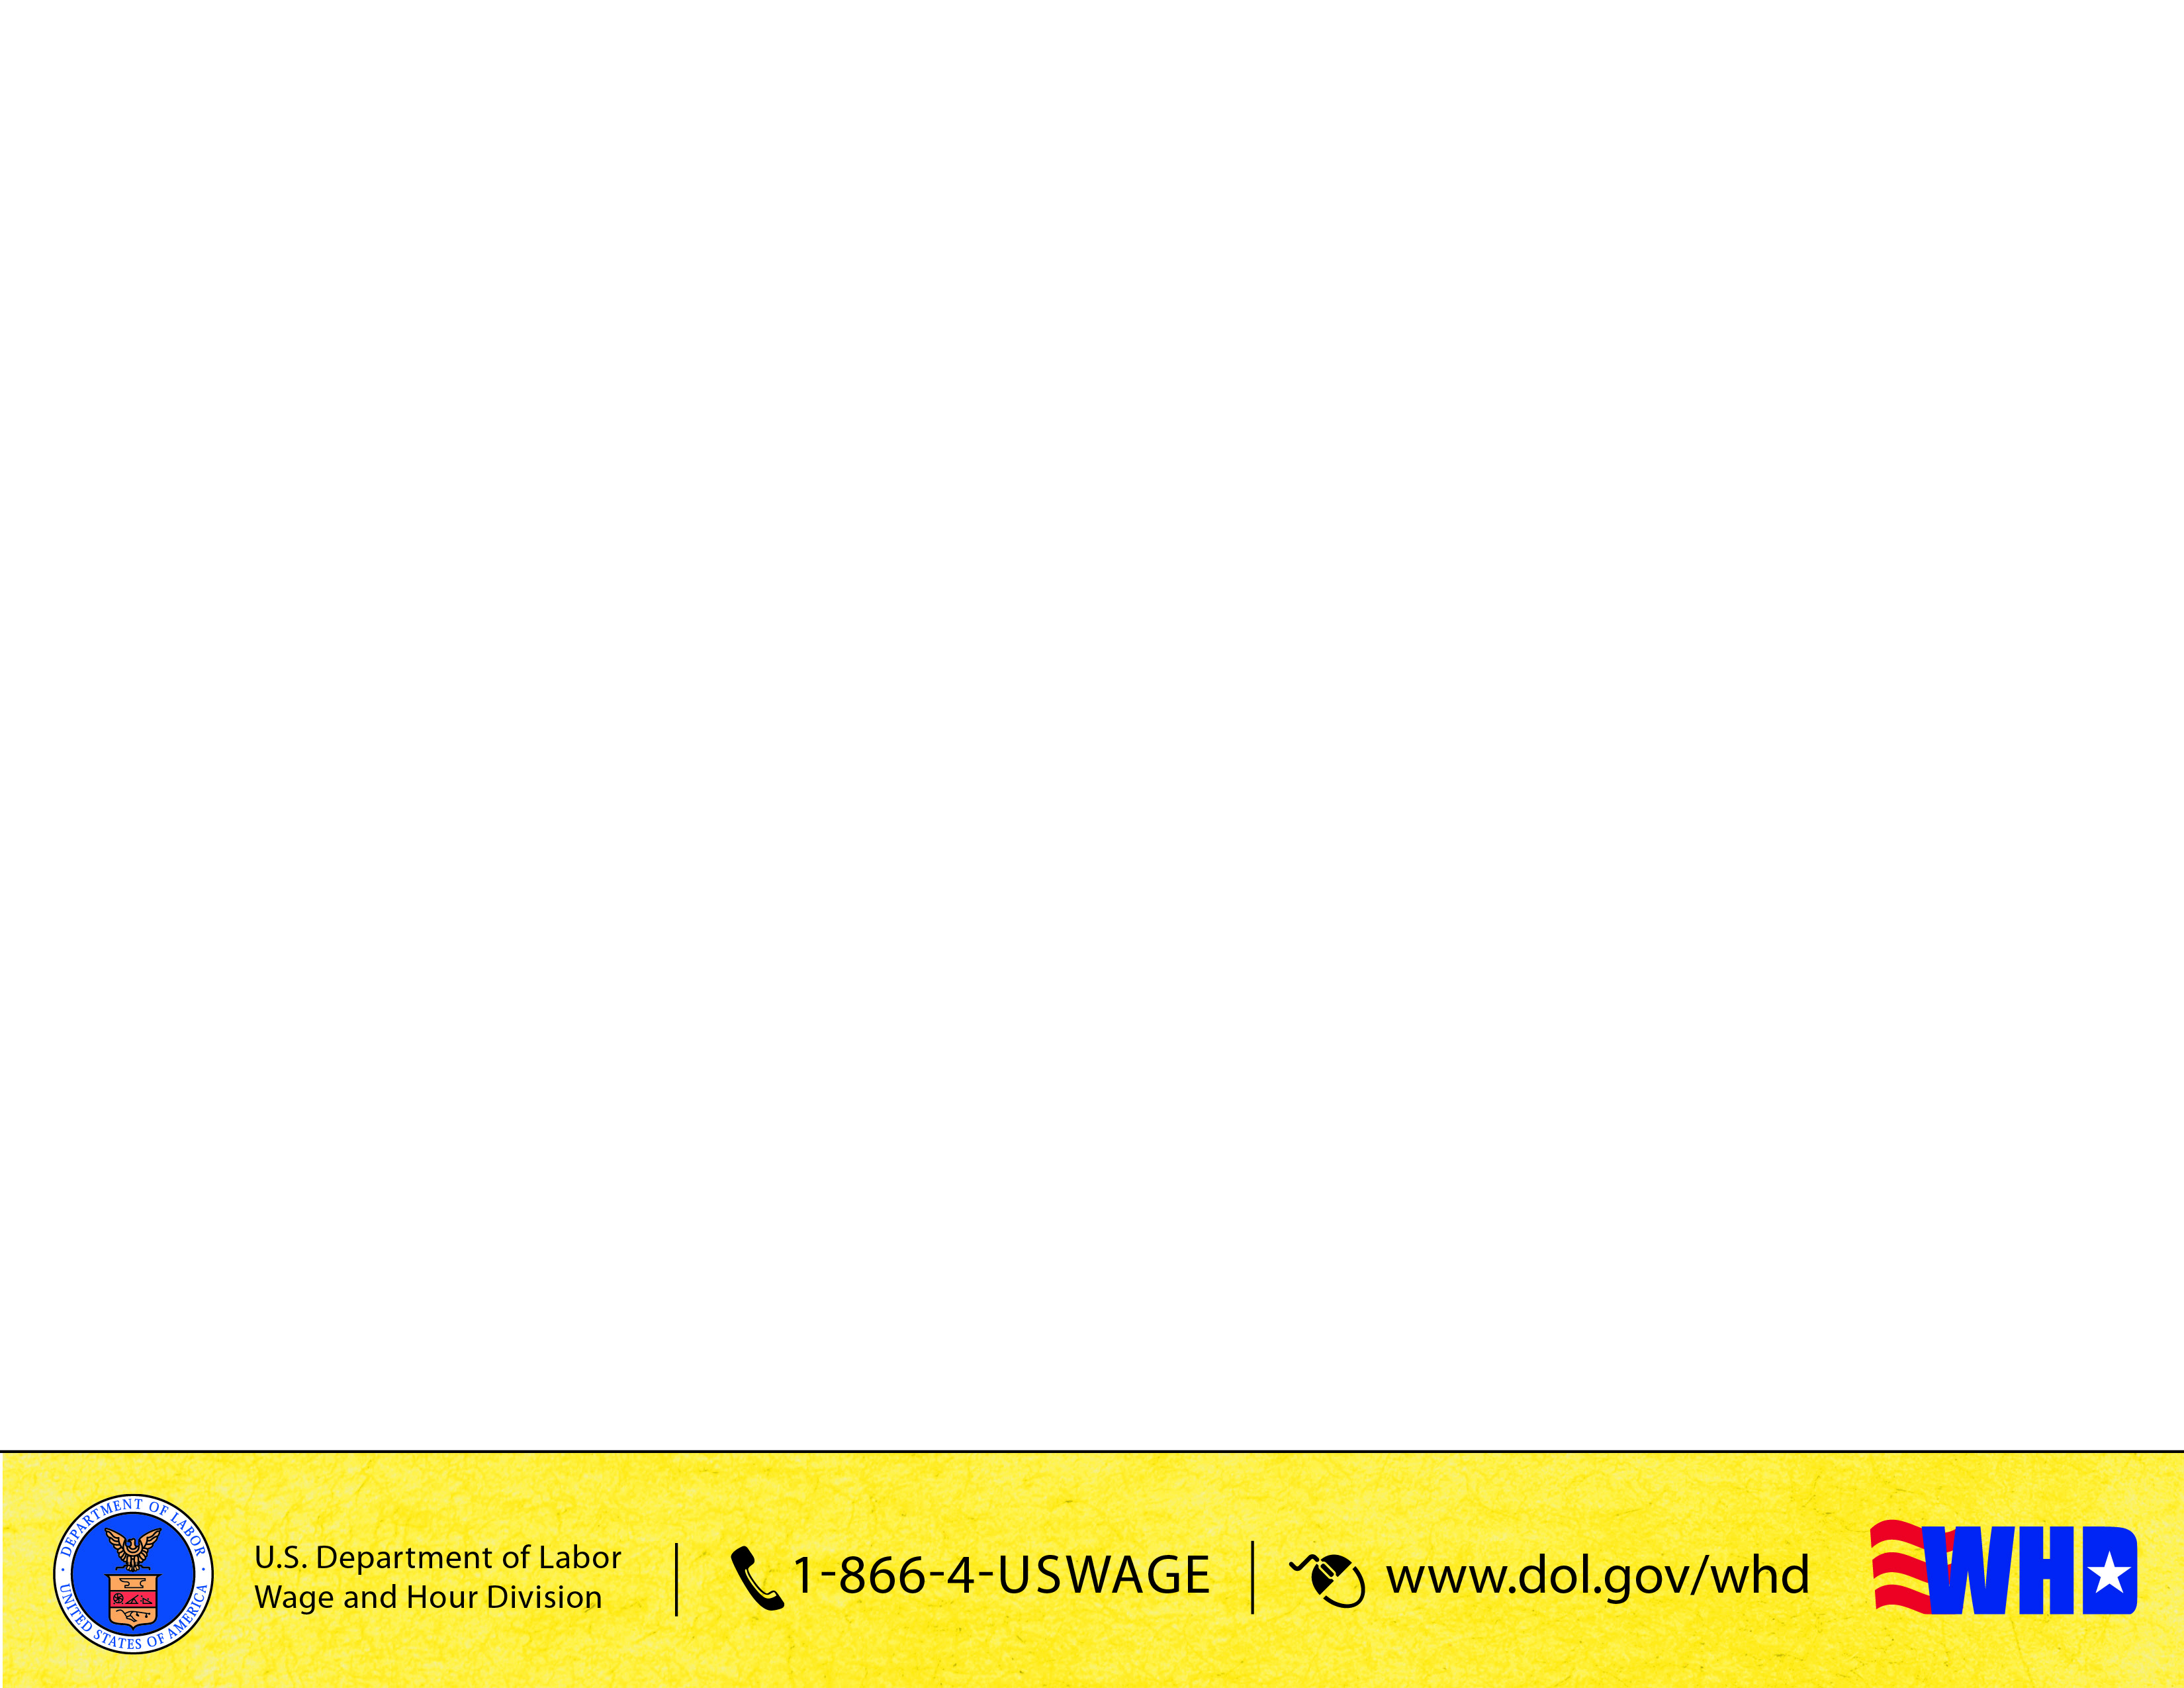 DEPARTMENT OF LABOR
UNITED STATES OF AMERICA
U.S. Department of Labor
Wage and Hour Division
1-866-4-USWAGE
www.dol.gov/whd
WHD